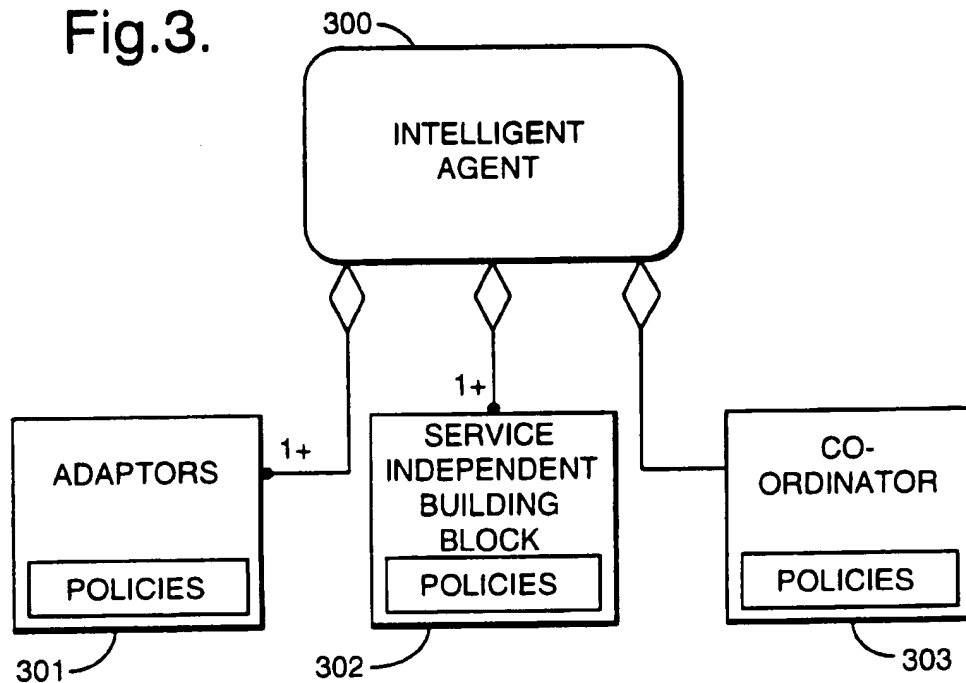 Fig.3.
300
INTELLIGENT
AGENT
1+
1+
ADAPTORS
POLICIES
301
SERVICE
INDEPENDENT
BUILDING
BLOCK
POLICIES
302
CO-
ORDINATOR
POLICIES
303